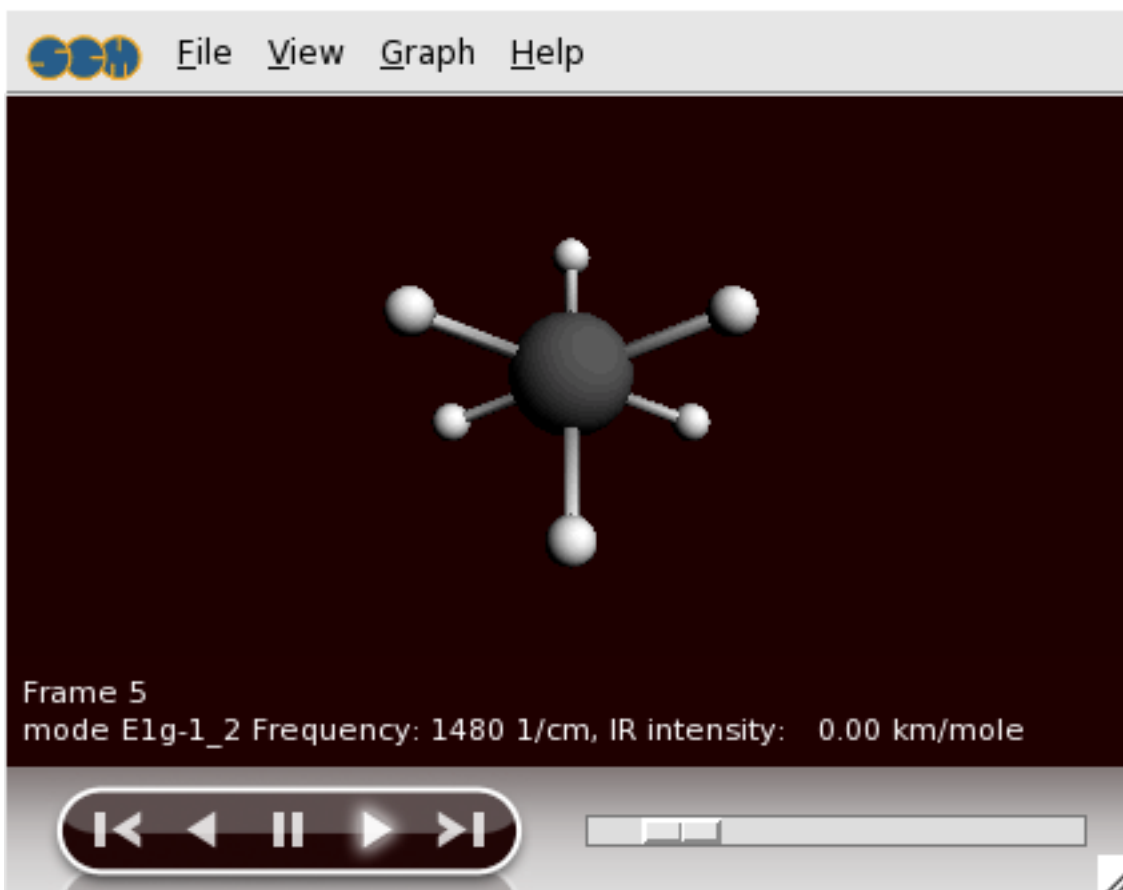 SCM File View Graph Help
Frame 5
mode E1g-1_2 Frequency: 1480 1/cm, IR intensity: 0.00 km/mole